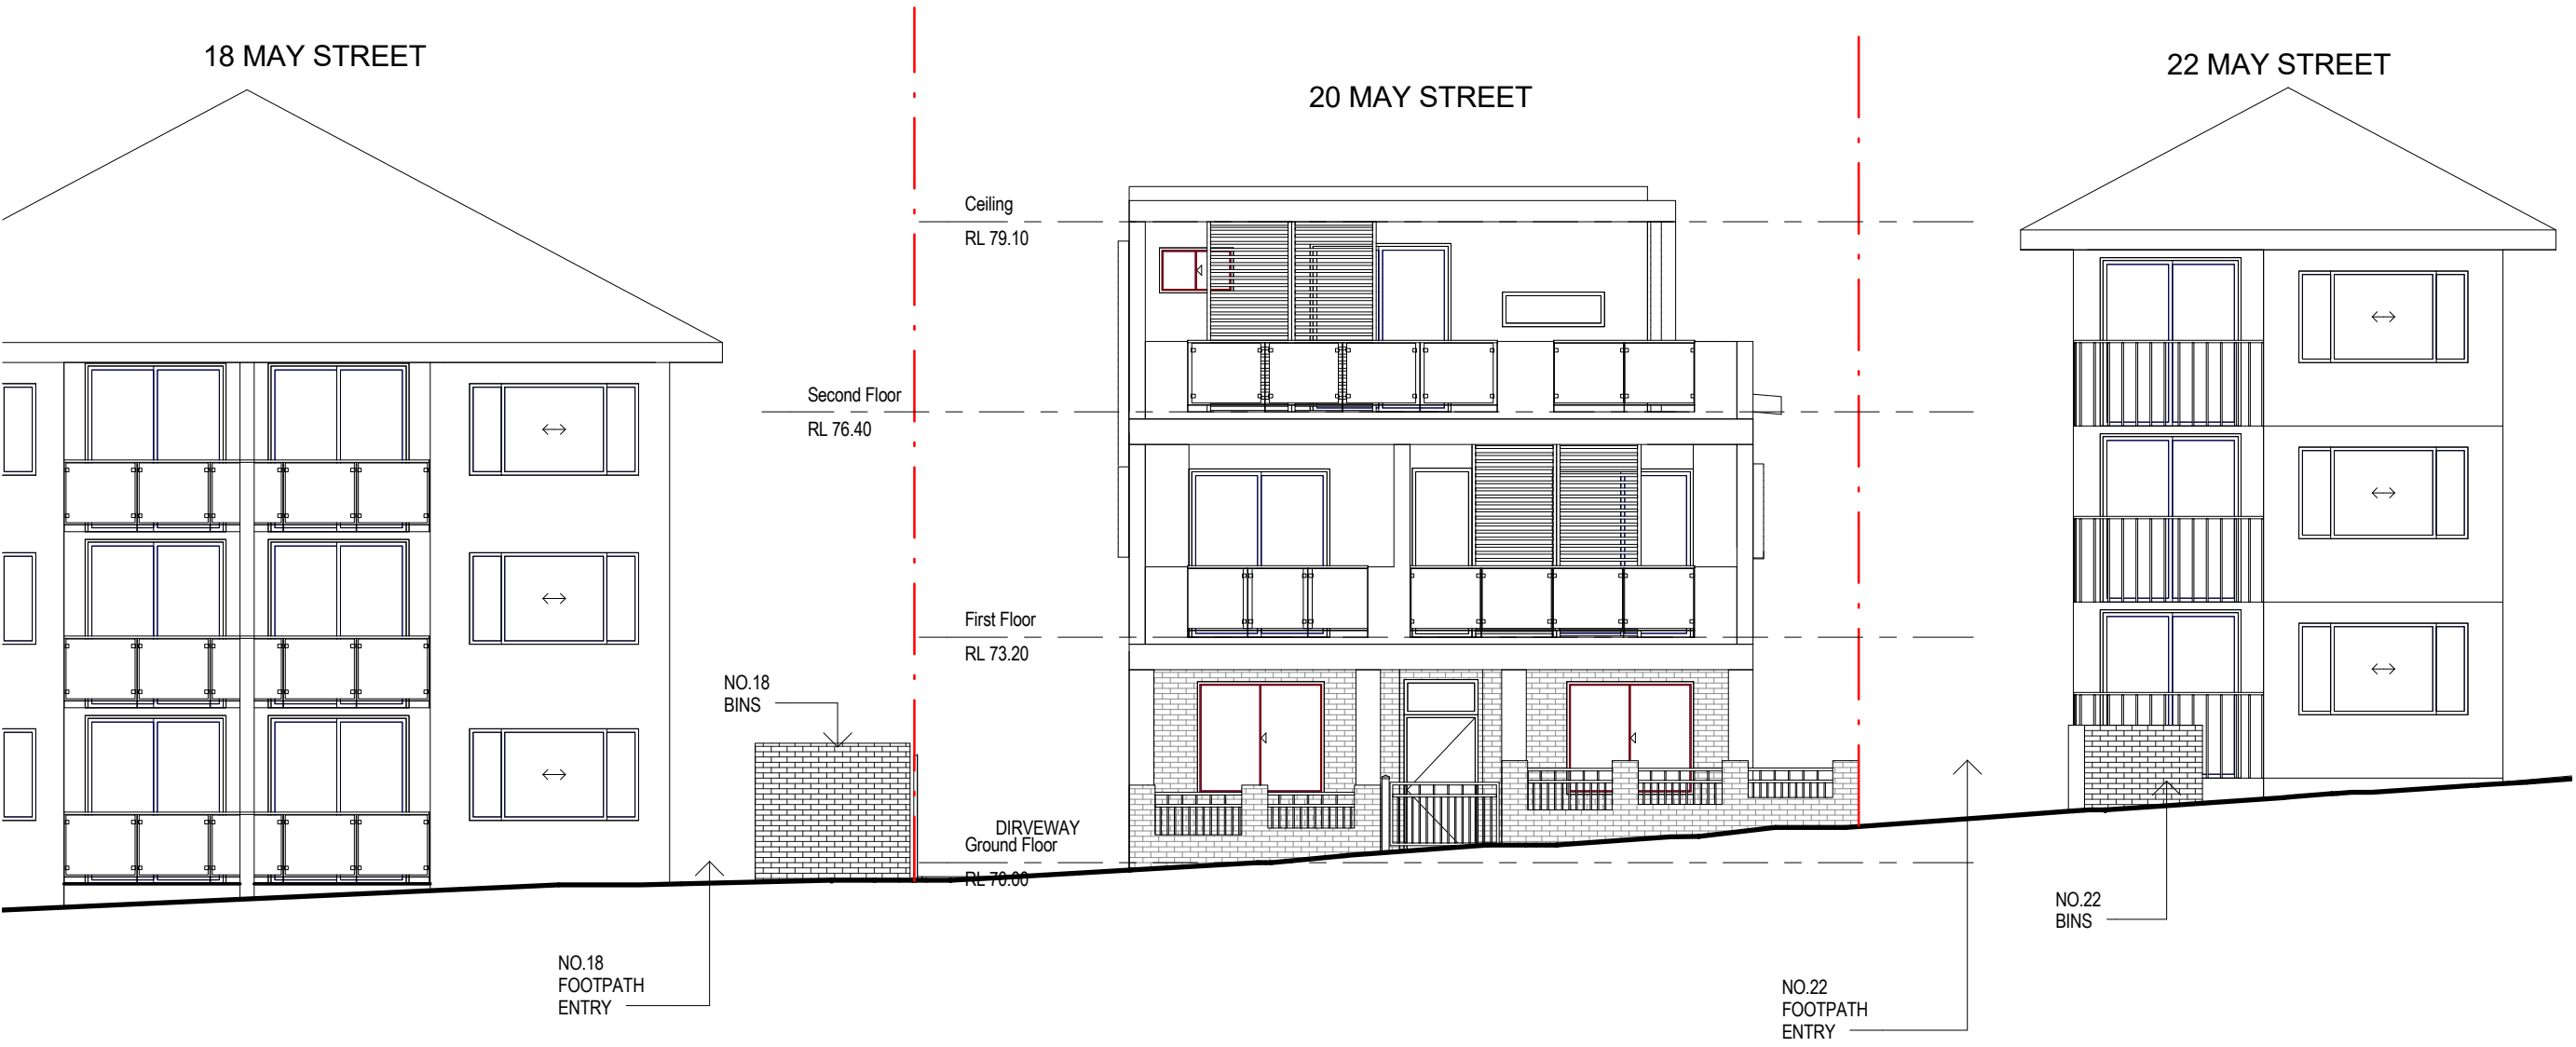 18 MAY STREET
20 MAY STREET
22 MAY STREET
Ceiling
RL 79.10
Second Floor
RL 76.40
First Floor
RL 73.20
NO.18
BINS
DIRVEWAY
Ground Floor
RL 70.00
NO.18
FOOTPATH
ENTRY
NO.22
BINS
NO.22
FOOTPATH
ENTRY